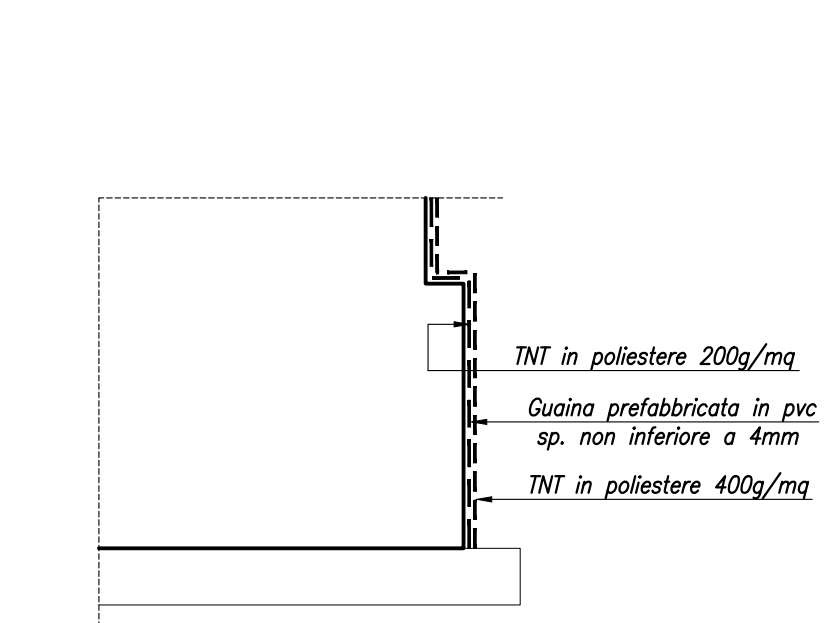 TNT in poliestere 200g/mq
Guaina prefabbricata in pvc
sp. non inferiore a 4mm
TNT in poliestere 400g/mq